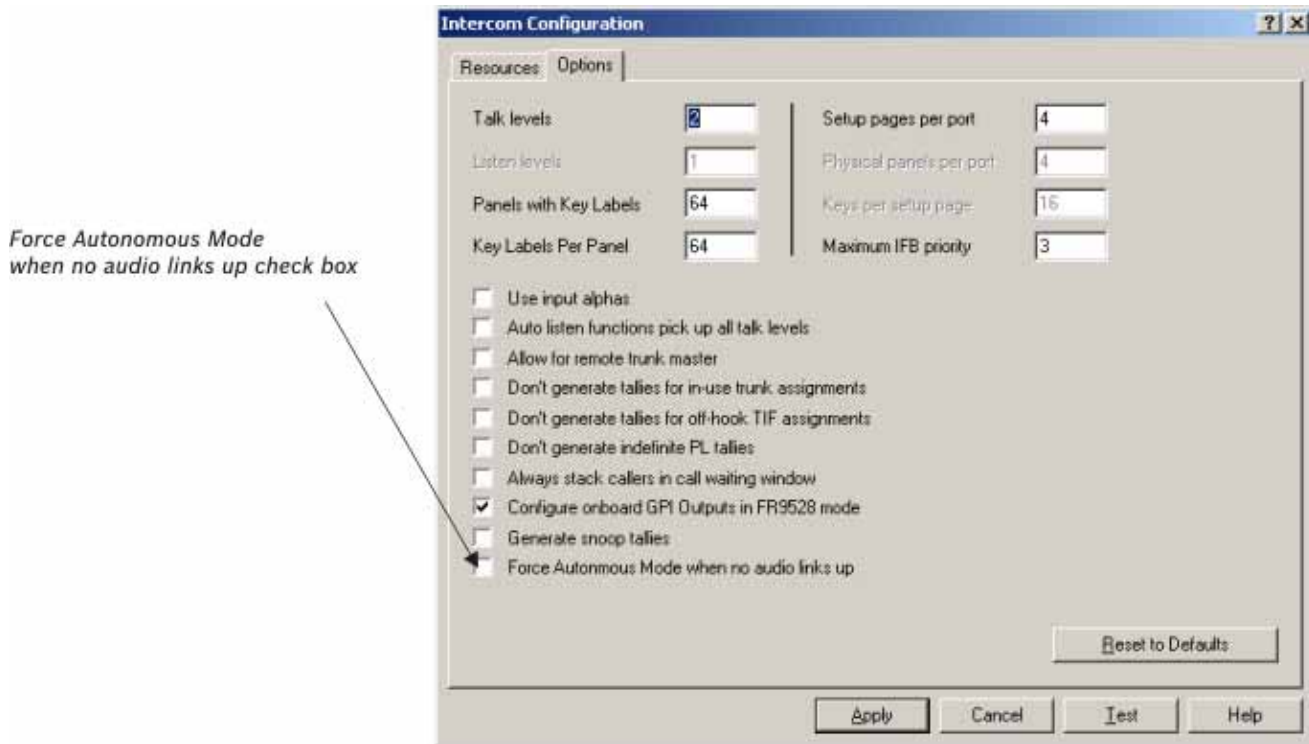 Intercom Configuration
Resources Options
Talk levels 2 Setup pages per port 4
Listen levels 1 Physical panels per port 4
Panels with Key Labels 64 Keys per setup page 16
Key Labels Per Panel 64 Maximum IFB priority 3
Force Autonomous Mode
when no audio links up check box
Use input alphas
Auto listen functions pick up all talk levels
Allow for remote trunk master
Don't generate tallies for in-use trunk assignments
Don't generate tallies for off-hook TIF assignments
Don't generate indefinite PL tallies
Always stack callers in call waiting window
Configure onboard GPI Outputs in FR9528 mode
Generate snoop tallies
Force Autonmous Mode when no audio links up
Reset to Defaults
Apply Cancel Test Help